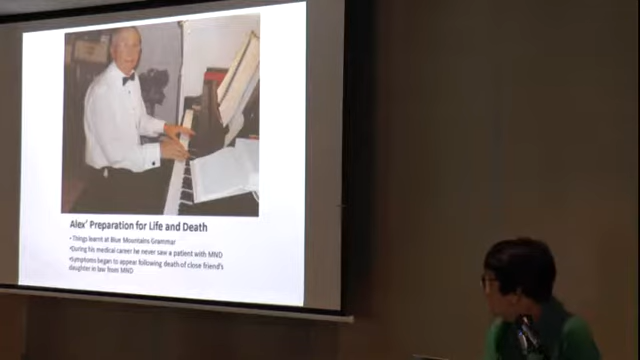 Alex' Preparation for Life and Death
• Things learnt at Blue Mountains Grammar
•During his medical career he never saw a patient with MND
•Symptoms began to appear following death of close friend's
daughter in law from MND